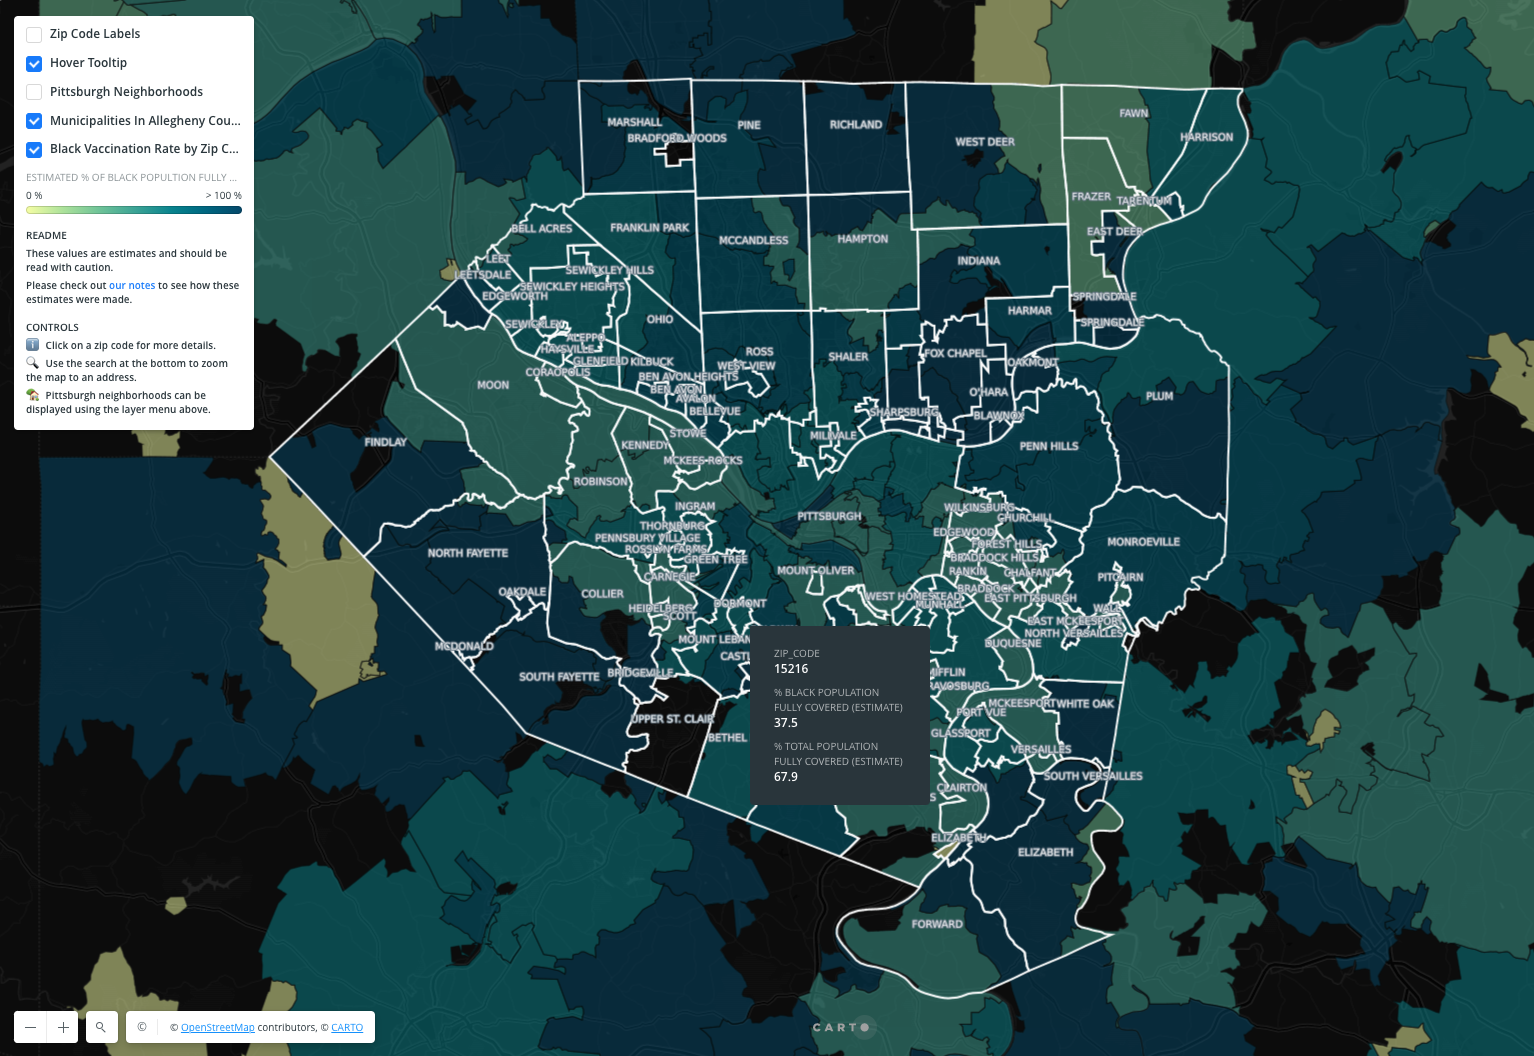 Zip Code Labels
Hover Tooltip
Pittsburgh Neighborhoods
Municipalities In Allegheny Cou...
Black Vaccination Rate by Zip C...
ESTIMATED % OF BLACK POPULTION FULLY ...
0 %
> 100 %
README
These values are estimates and should be
read with caution.
Please check out our notes to see how these
estimates were made.
CONTROLS
Click on a zip code for more details.
Use the search at the bottom to zoom
the map to an address.
Pittsburgh neighborhoods can be
displayed using the layer menu above.
MARSHALL
BRADFORD WOODS
PINE
RICHLAND
WEST DEER
FAWN
HARRISON
FRAZER
TARENTUM
EAST DEER
BELL ACRES
FRANKLIN PARK
MCCANDLESS
HAMPTON
INDIANA
LEET
LEETSDALE
SEWICKLEY HILLS
SEWICKLEY HEIGHTS
EDGEWORTH
SPRINGDALE
SPRINGDALE
HARMAR
SEWICKLEY
OHIO
ALEPPO
HAYSVILLE
GLENFIELD
KILBUCK
CORAOPOLIS
ROSS
WEST VIEW
SHALER
FOX CHAPEL
OAKMONT
MOON
BEN AVON HEIGHTS
BEN AVON
AVALON
BELLEVUE
O'HARA
PLUM
SHARPSBURG
BLAWNOX
FINDLAY
STOWE
MILLVALE
KENNEDY
PENN HILLS
MCKEES ROCKS
ROBINSON
INGRAM
PITTSBURGH
WILKINSBURG
CHURCHILL
THORNBURG
PENNSBURY VILLAGE
ROSSLYN FARMS
GREEN TREE
EDGEWOOD
FOREST HILLS
MONROEVILLE
NORTH FAYETTE
BRADDOCK HILLS
MOUNT OLIVER
RANKIN
CHALFANT
CARNEGIE
PITCAIRN
OAKDALE
COLLIER
BRADDOCK
WEST HOMESTEAD
MUNHALL
EAST PITTSBURGH
DORMONT
HEIDELBERG
SCOTT
WALL
EAST MCKEESPORT
NORTH VERSAILLES
MCDONALD
MOUNT LEBAN
DUQUESNE
CASTL
SOUTH FAYETTE
BRIDGEVILLE
MIFFLIN
RAVOSBURG
MCKEESPORT
WHITE OAK
PORT VUE
UPPER ST. CLAIR
BETHEL
GLASSPORT
VERSAILLES
SOUTH VERSAILLES
CLAIRTON
S
ELIZABETH
ELIZABETH
FORWARD
ZIP_CODE
15216
% BLACK POPULATION
FULLY COVERED (ESTIMATE)
37.5
% TOTAL POPULATION
FULLY COVERED (ESTIMATE)
67.9
©
© OpenStreetMap contributors, © CARTO
CARTO